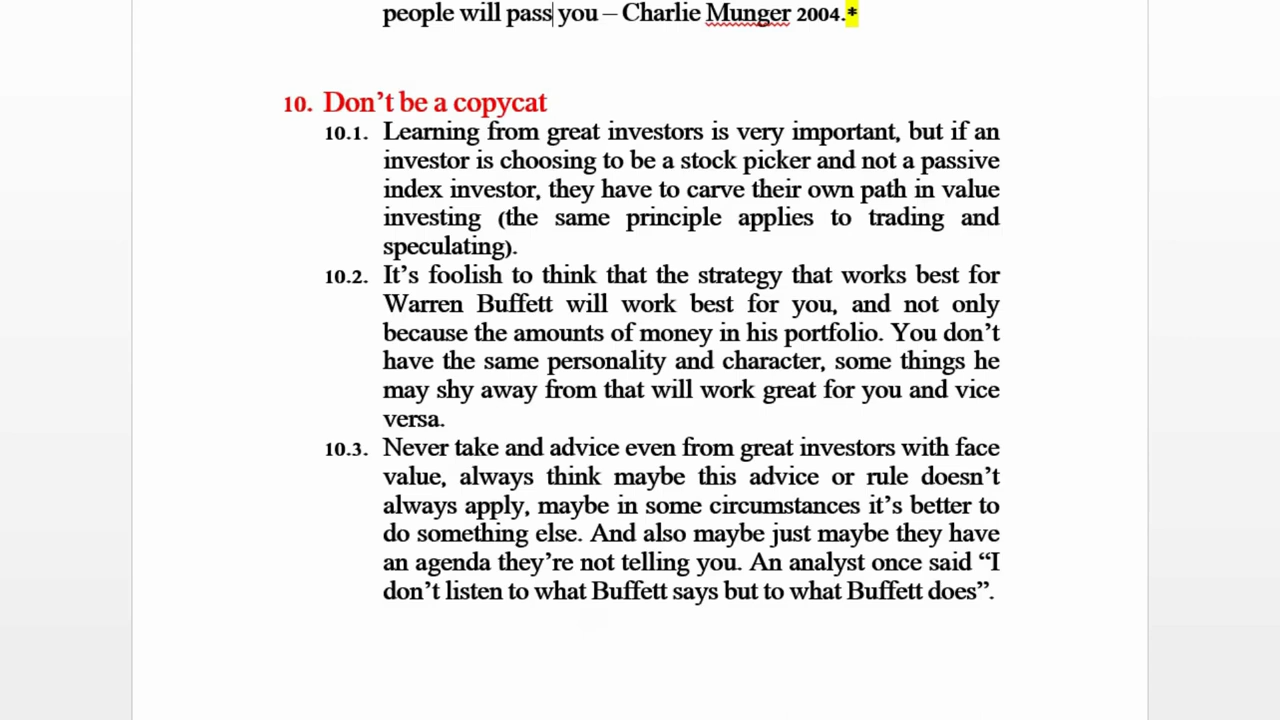 people will pass you – Charlie Munger 2004.*
10. Don’t be a copycat
10.1. Learning from great investors is very important, but if an
investor is choosing to be a stock picker and not a passive
index investor, they have to carve their own path in value
investing (the same principle applies to trading and
speculating).
10.2. It’s foolish to think that the strategy that works best for
Warren Buffett will work best for you, and not only
because the amounts of money in his portfolio. You don’t
have the same personality and character, some things he
may shy away from that will work great for you and vice
versa.
10.3. Never take and advice even from great investors with face
value, always think maybe this advice or rule doesn’t
always apply, maybe in some circumstances it’s better to
do something else. And also maybe just maybe they have
an agenda they’re not telling you. An analyst once said “I
don’t listen to what Buffett says but to what Buffett does”.